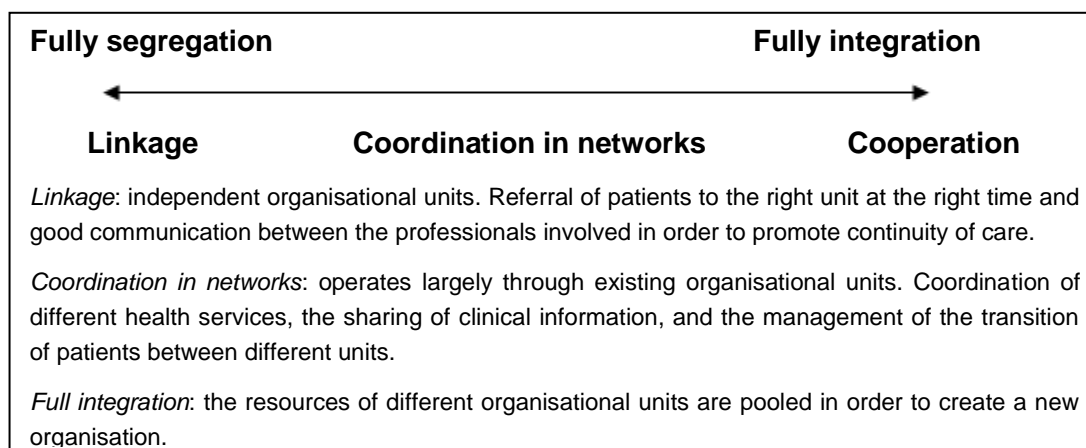 Fully segregation Fully integration
Linkage Coordination in networks Cooperation
Linkage: independent organisational units. Referral of patients to the right unit at the right time and
good communication between the professionals involved in order to promote continuity of care.
Coordination in networks: operates largely through existing organisational units. Coordination of
different health services, the sharing of clinical information, and the management of the transition
of patients between different units.
Full integration: the resources of different organisational units are pooled in order to create a new
organisation.